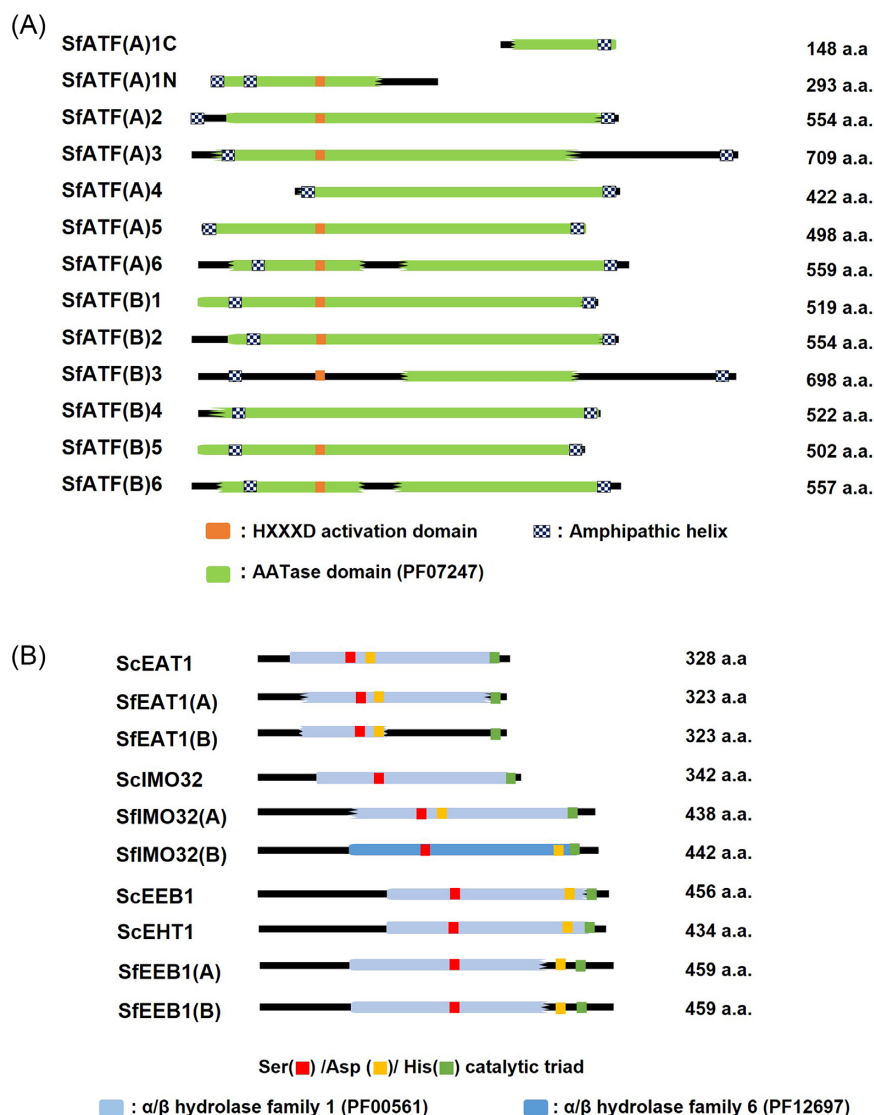 (A)
SfATF(A)1C 148 a.a
SfATF(A)1N 293 a.a.
SfATF(A)2 554 a.a.
SfATF(A)3 709 a.a.
SfATF(A)4 422 a.a.
SfATF(A)5 498 a.a.
SfATF(A)6 559 a.a.
SfATF(B)1 519 a.a.
SfATF(B)2 554 a.a.
SfATF(B)3 698 a.a.
SfATF(B)4 522 a.a.
SfATF(B)5 502 a.a.
SfATF(B)6 557 a.a.
: HXXXD activation domain : Amphipathic helix
: AATase domain (PF07247)
(B)
ScEAT1 328 a.a
SfEAT1(A) 323 a.a
SfEAT1(B) 323 a.a.
ScIMO32 342 a.a.
SfIMO32(A) 438 a.a.
SfIMO32(B) 442 a.a.
ScEEB1 456 a.a.
ScEHT1 434 a.a.
SfEEB1(A) 459 a.a.
SfEEB1(B) 459 a.a.
Ser( ) /Asp ( )/ His( ) catalytic triad
: α/β hydrolase family 1 (PF00561) : α/β hydrolase family 6 (PF12697)